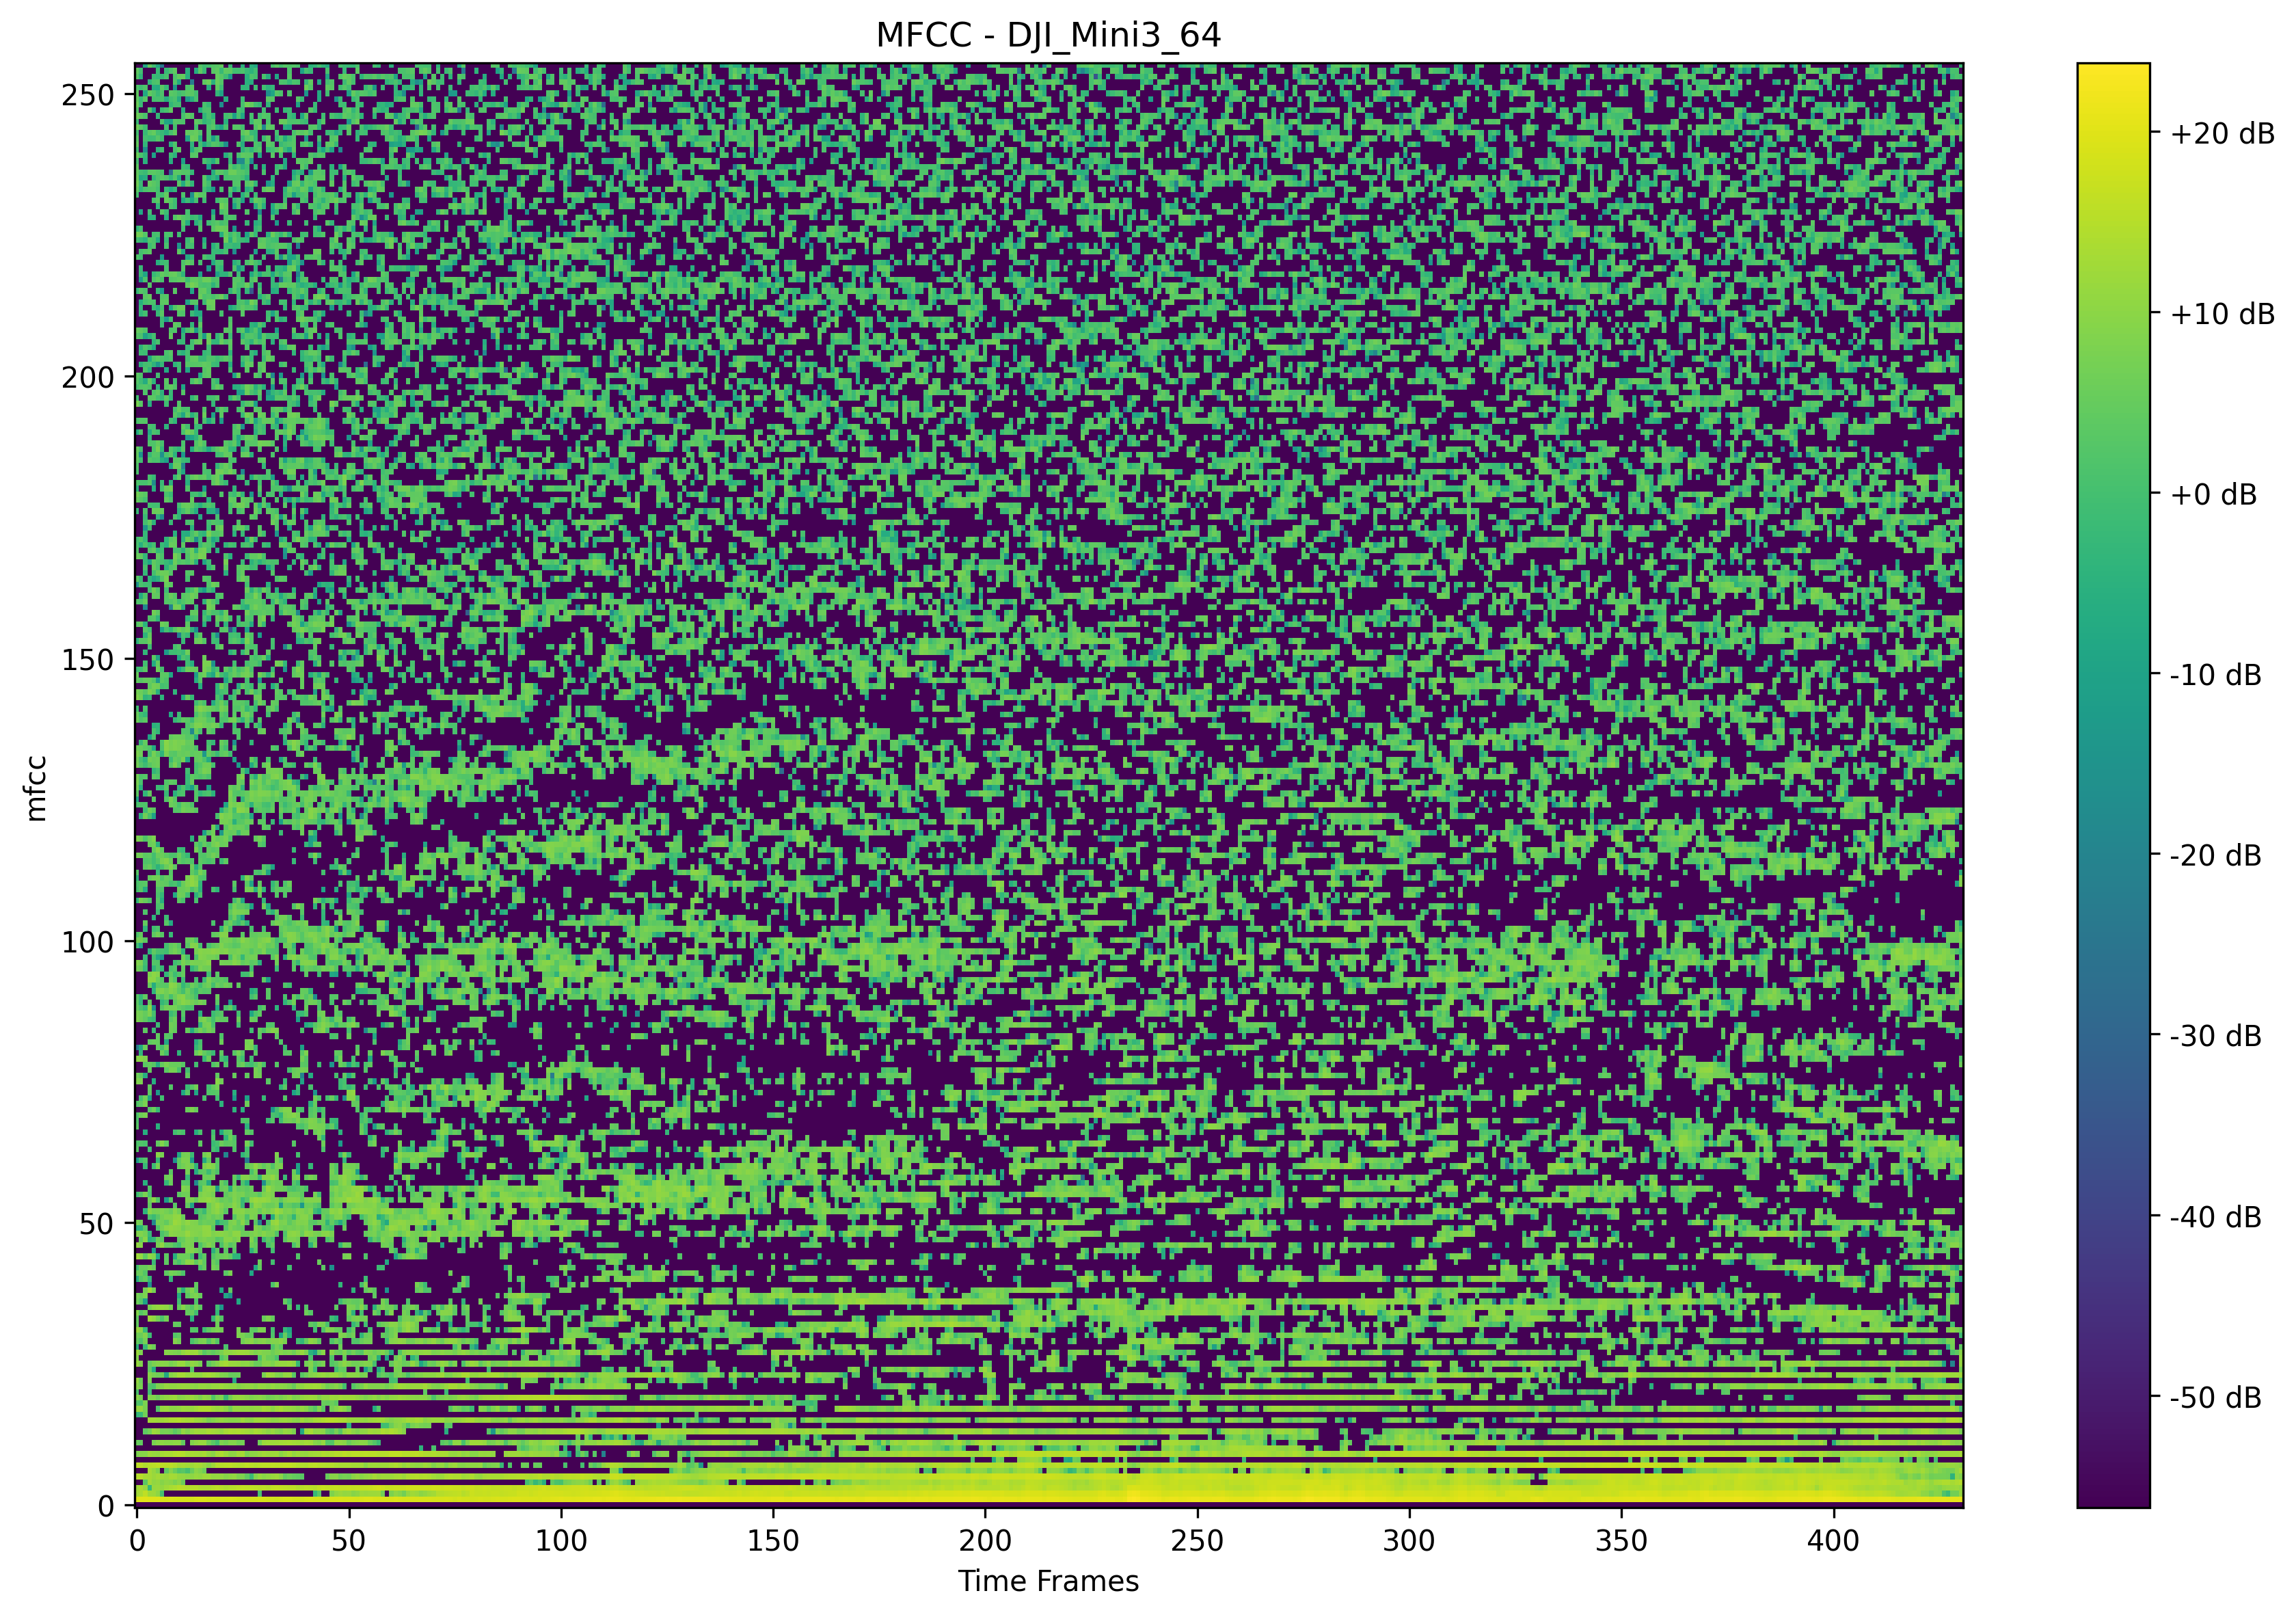 MFCC - DJI_Mini3_64
250
200
150
100
50
0
mfcc
0 50 100 150 200 250 300 350 400
Time Frames
+20 dB
+10 dB
+0 dB
-10 dB
-20 dB
-30 dB
-40 dB
-50 dB